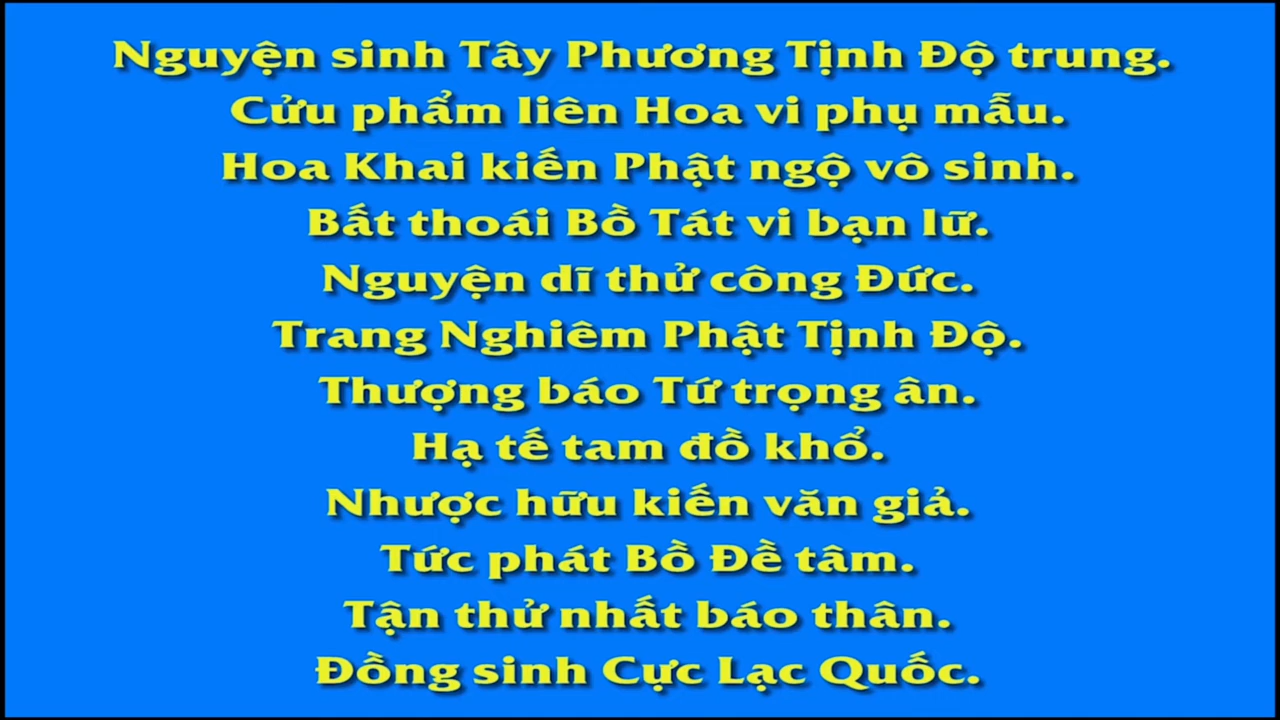 Nguyện sinh Tây Phương Tịnh Độ trung.
Cửu phẩm liên Hoa vi phụ mẫu.
Hoa Khai kiến Phật ngộ vô sinh.
Bất thoái Bồ Tát vi bạn lữ.
Nguyện dĩ thử công Đức.
Trang Nghiêm Phật Tịnh Độ.
Thượng báo Tứ trọng ân.
Hạ tế tam đồ khổ.
Nhược hữu kiến văn giả.
Tức phát Bồ Đề tâm.
Tận thử nhất báo thân.
Đồng sinh Cực Lạc Quốc.